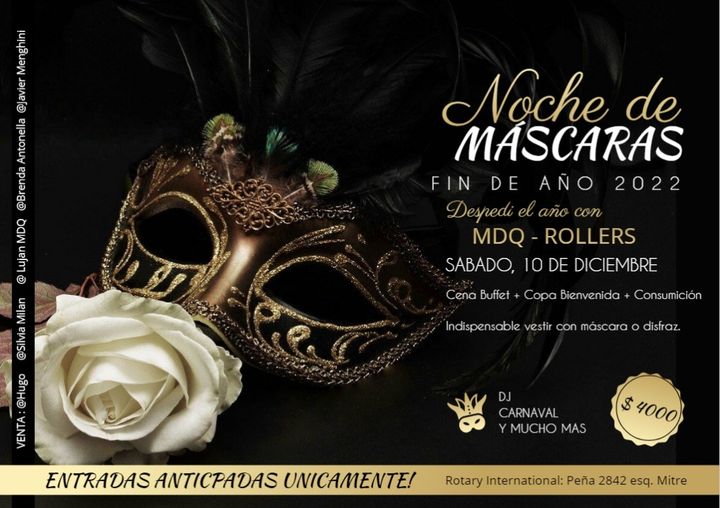 Noche de
MÁSCARAS
FIN DE AÑO 2022
Despedí el año con
MDQ - ROLLERS
SABADO, 10 DE DICIEMBRE
Cena Buffet + Copa Bienvenida + Consumición
Indispensable vestir con máscara o disfraz.
DJ
CARNAVAL
Y MUCHO MAS
$ 4000
ENTRADAS ANTICPADAS UNICAMENTE!
Rotary International: Peña 2842 esq. Mitre
VENTA : @Hugo @Silvia Milan @ Lujan MDQ @Brenda Antonella @javier Menghini